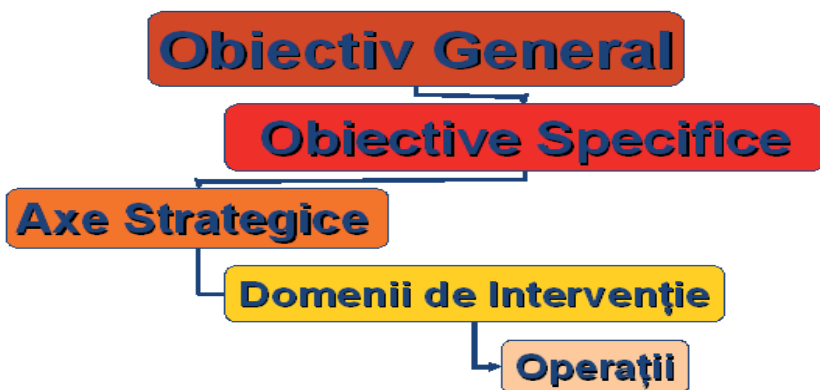 Obiectiv General
Obiective Specifice
Axe Strategice
Domenii de Intervenţie
Operaţii